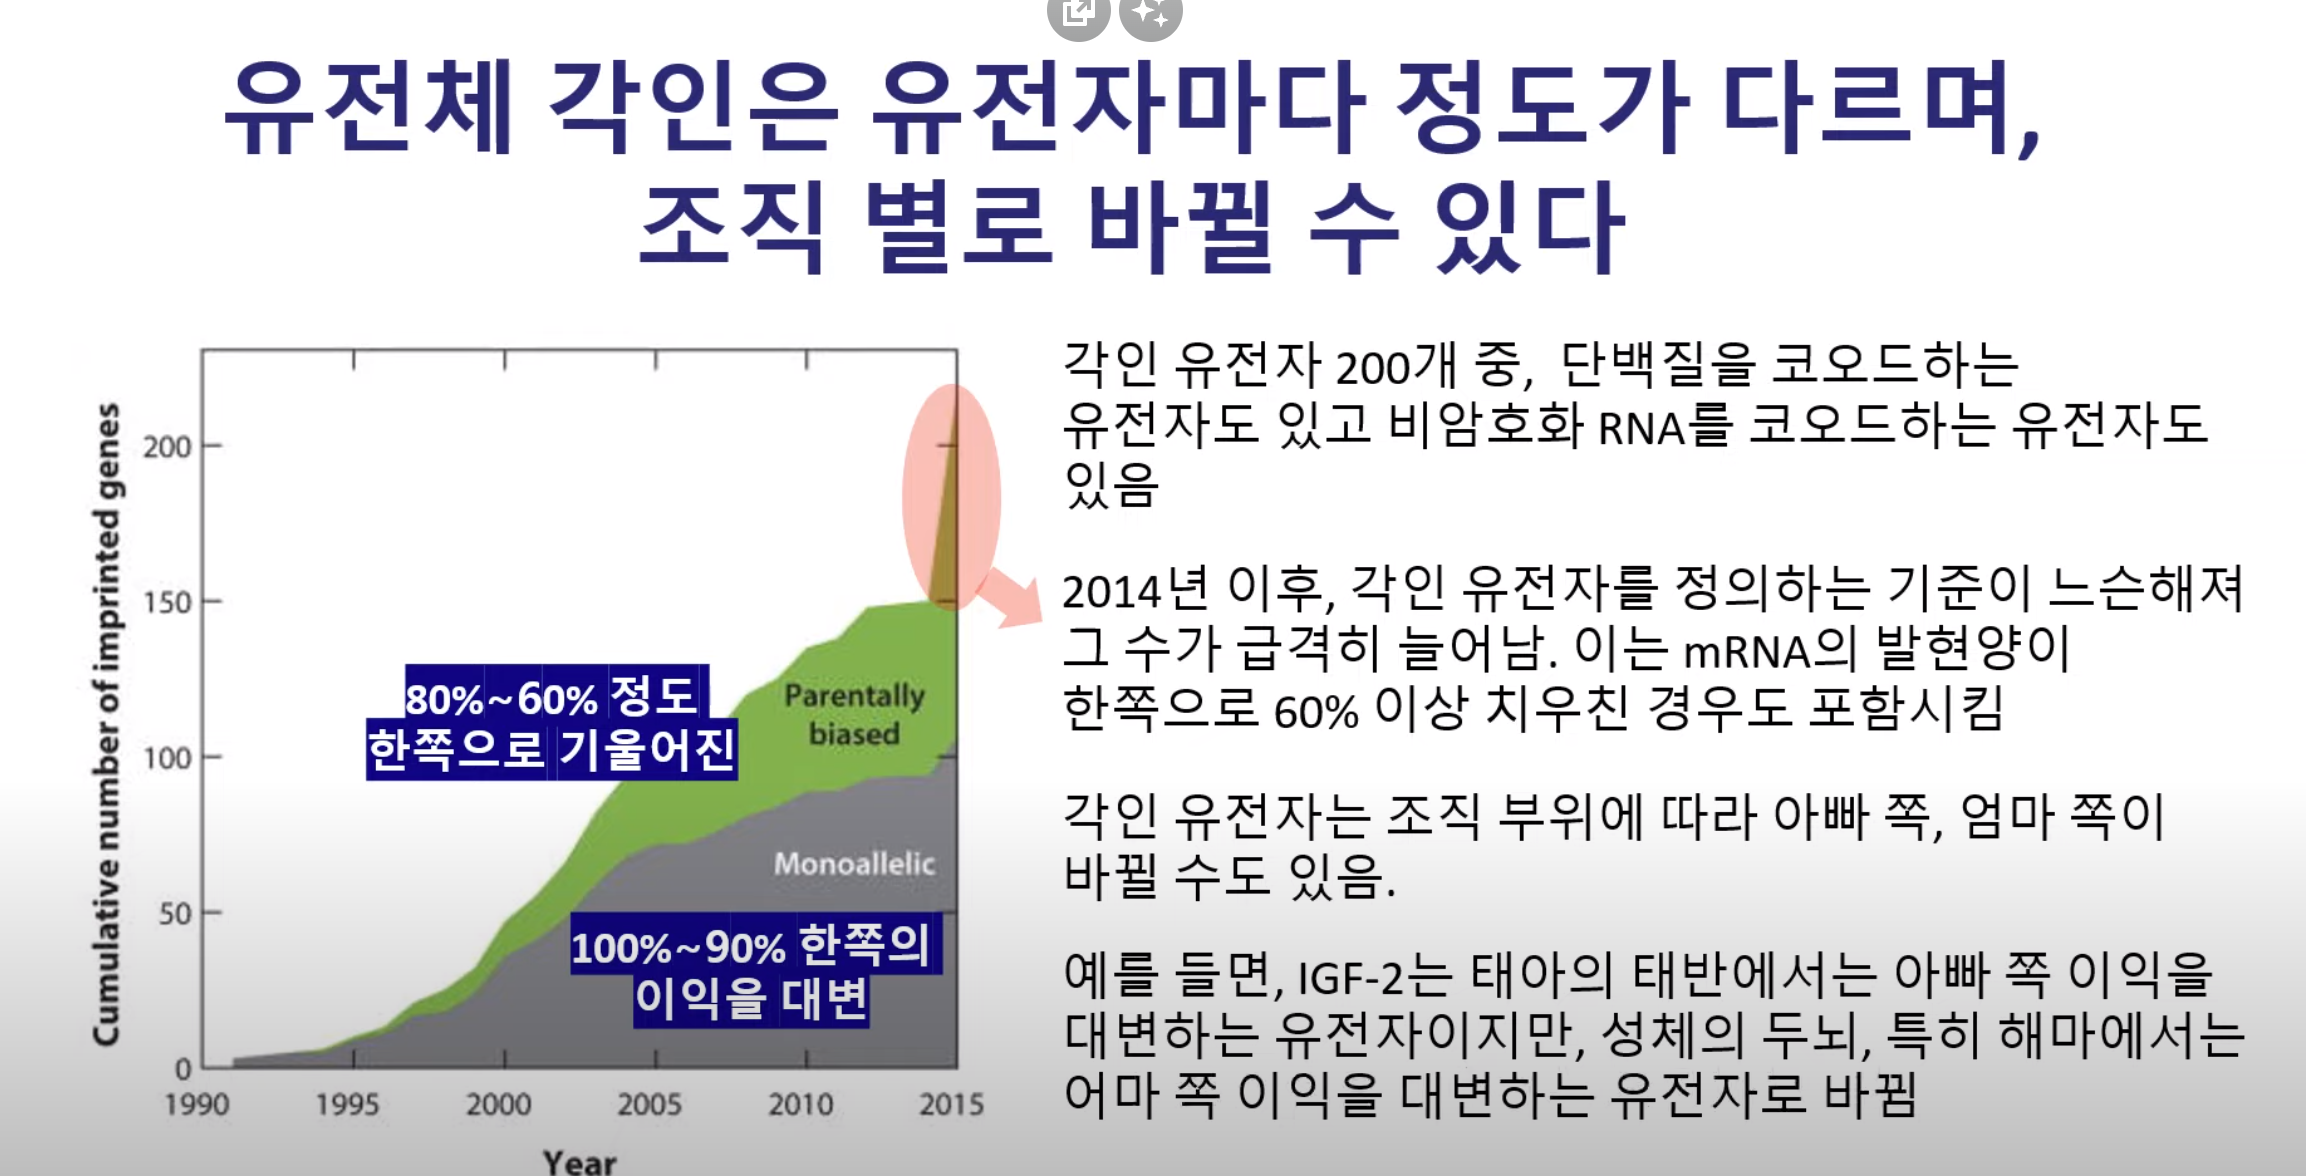 유전체 각인은 유전자마다 정도가 다르며,
조직 별로 바뀔 수 있다
Cumulative number of imprinted genes
200
150
100
50
0
1990
1995
2000
2005
2010
2015
Year
80%~60% 정도
한쪽으로 기울어진
Parentally
biased
Monoallelic
100%~90% 한쪽의
이익을 대변
각인 유전자 200개 중, 단백질을 코오드하는
유전자도 있고 비암호화 RNA를 코오드하는 유전자도
있음
2014년 이후, 각인 유전자를 정의하는 기준이 느슨해져
그 수가 급격히 늘어남. 이는 mRNA의 발현양이
한쪽으로 60% 이상 치우친 경우도 포함시킴
각인 유전자는 조직 부위에 따라 아빠 쪽, 엄마 쪽이
바뀔 수도 있음.
예를 들면, IGF-2는 태아의 태반에서는 아빠 쪽 이익을
대변하는 유전자이지만, 성체의 두뇌, 특히 해마에서는
어마 쪽 이익을 대변하는 유전자로 바뀜